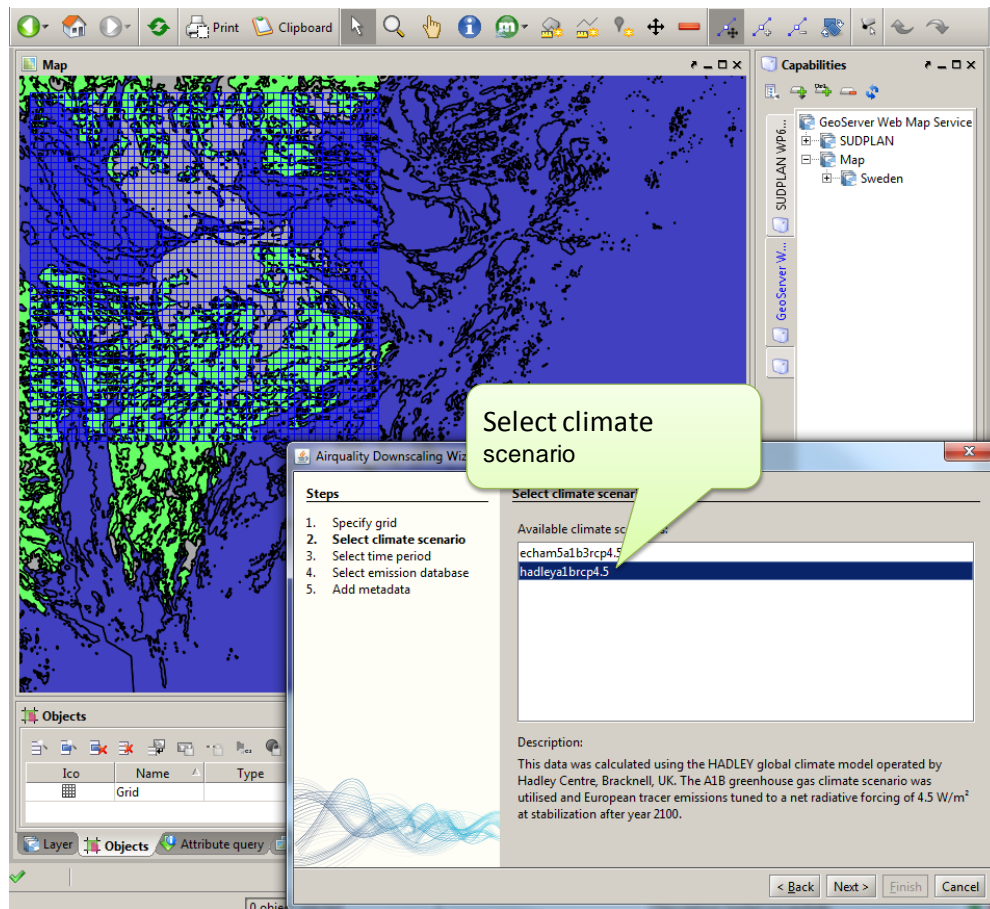 Print
Clipboard
Map
Capabilities
SUDPLAN WP6...
GeoServer W...
GeoServer Web Map Service
SUDPLAN
Map
Sweden
Select climate
scenario
Airquality Downscaling Wiz
Steps
1. Specify grid
2. Select climate scenario
3. Select time period
4. Select emission database
5. Add metadata
Select climate scenari
Available climate sc
echam5a1b3rcp4.5
hadleya1brcp4.5
Description:
This data was calculated using the HADLEY global climate model operated by
Hadley Centre, Bracknell, UK. The A1B greenhouse gas climate scenario was
utilised and European tracer emissions tuned to a net radiative forcing of 4.5 W/m²
at stabilization after year 2100.
< Back
Next >
Finish
Cancel
Objects
Ico Name Type
Grid
Layer
Objects
Attribute query